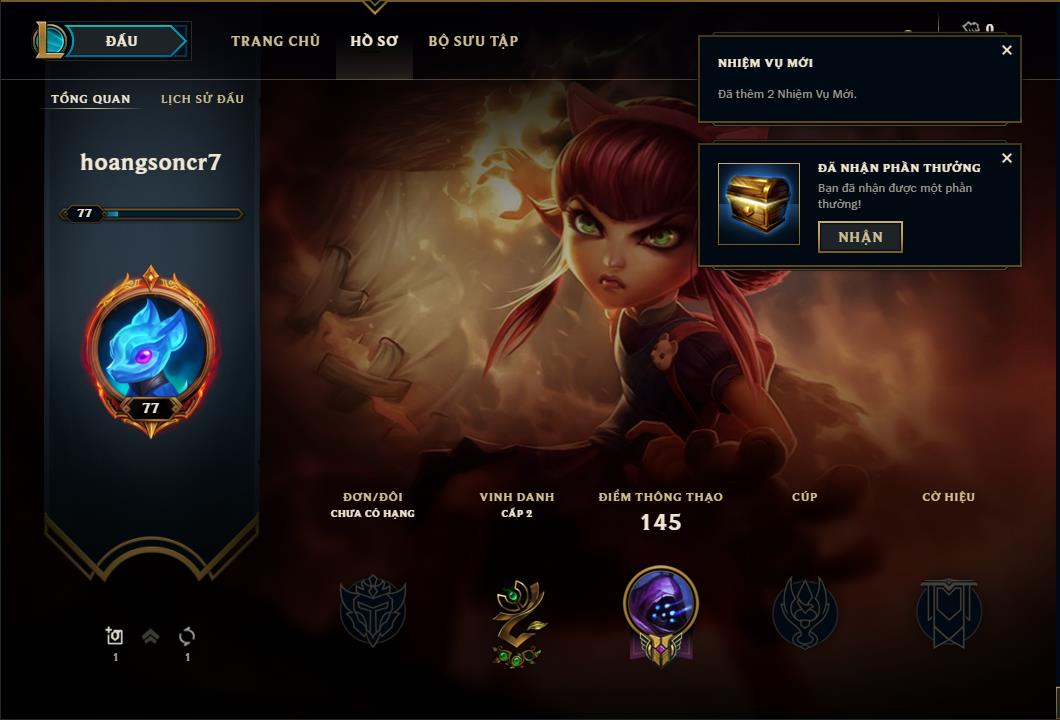 ĐẤU
TRANG CHỦ
HỒ SƠ
BỘ SƯU TẬP
0
TỔNG QUAN
LỊCH SỬ ĐẤU
NHIỆM VỤ MỚI
Đã thêm 2 Nhiệm Vụ Mới.
hoangsoncr7
77
ĐÃ NHẬN PHẦN THƯỞNG
Bạn đã nhận được một phần
thưởng!
NHẬN
77
ĐƠN/ĐÔI
CHƯA CÓ HẠNG
VINH DANH
CẤP 2
ĐIỂM THÔNG THẠO
145
CÚP
CỜ HIỆU
1
1